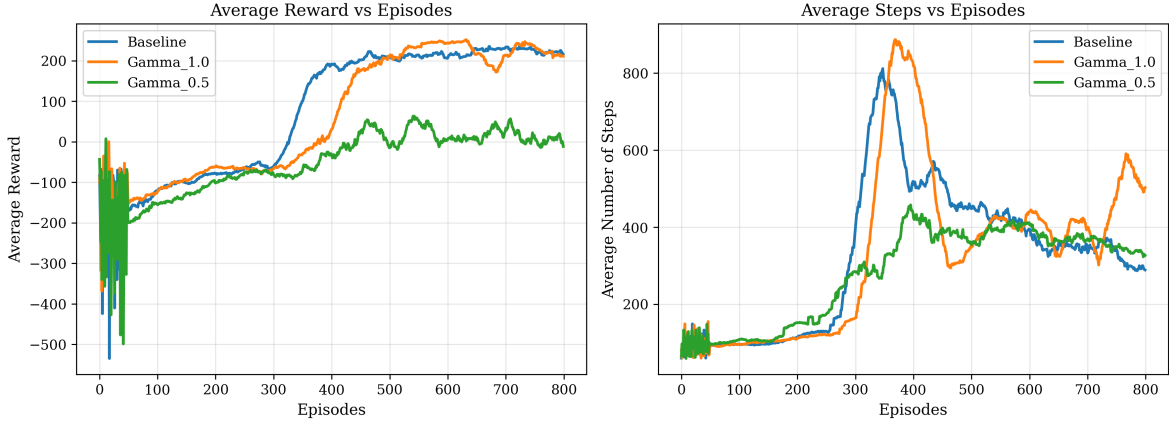 Average Reward vs Episodes
Average Reward
200
100
0
−100
−200
−300
−400
−500
Baseline
Gamma_1.0
Gamma_0.5
0 100 200 300 400 500 600 700 800
Episodes
Average Steps vs Episodes
Average Number of Steps
800
600
400
200
Baseline
Gamma_1.0
Gamma_0.5
0 100 200 300 400 500 600 700 800
Episodes